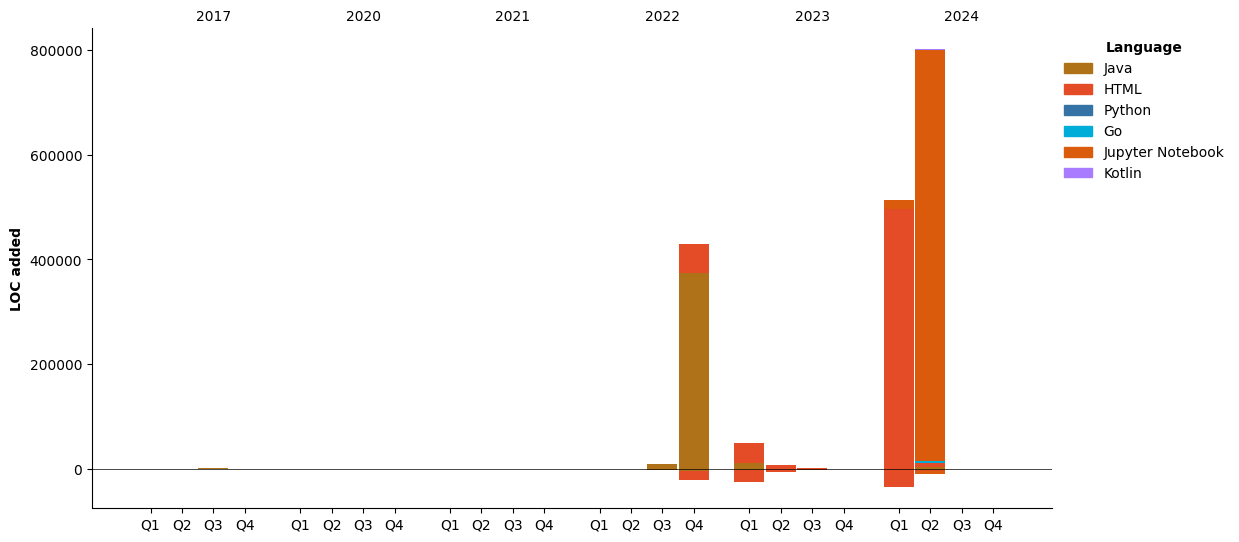 2017 2020 2021 2022 2023 2024
Language
Java
HTML
Python
Go
Jupyter Notebook
Kotlin
LOC added
800000
600000
400000
200000
0
Q1 Q2 Q3 Q4 Q1 Q2 Q3 Q4 Q1 Q2 Q3 Q4 Q1 Q2 Q3 Q4 Q1 Q2 Q3 Q4 Q1 Q2 Q3 Q4